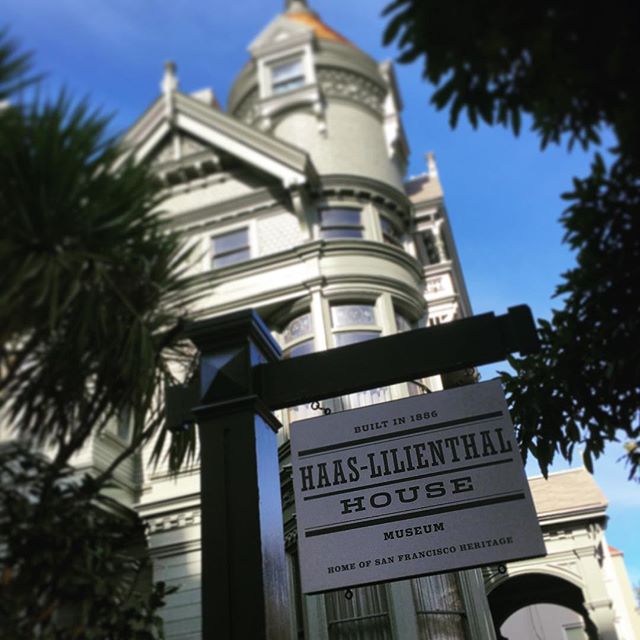 BUILT IN 1886
HAAS-LILIENTHAL
HOUSE
MUSEUM
HOME OF SAN FRANCISCO HERITAGE